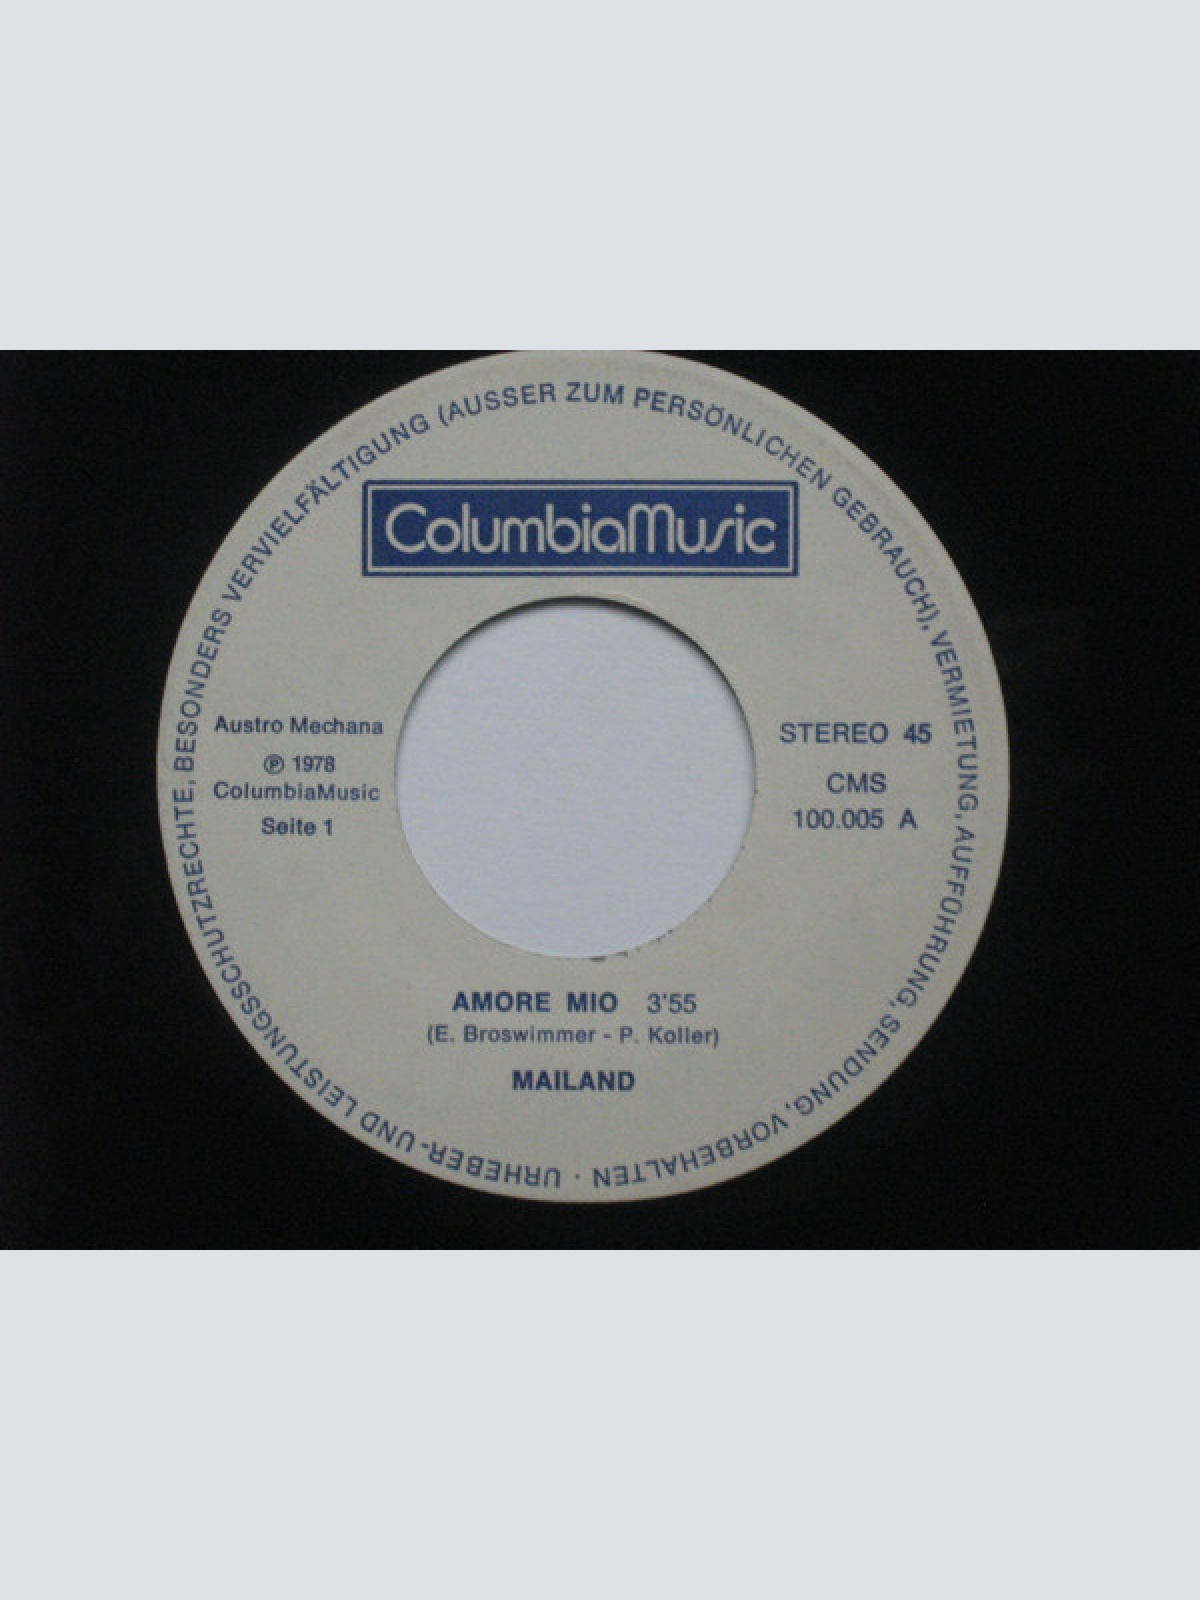 URHEBER- UND LEISTUNGSSCHUTZRECHTE, BESONDERS VERVIELFÄLTIGUNG (AUSSER ZUM PERSÖNLICHEN GEBRAUCH), VERMIETUNG, AUFFOHRUNG, SENDUNG, VORBEHALTEN ·
ColumbiaMusic
Austro Mechana
℗ 1978
ColumbiaMusic
Seite 1
STEREO 45
CMS
100.005 A
AMORE MIO 3'55
(E. Broswimmer - P. Koller)
MAILAND